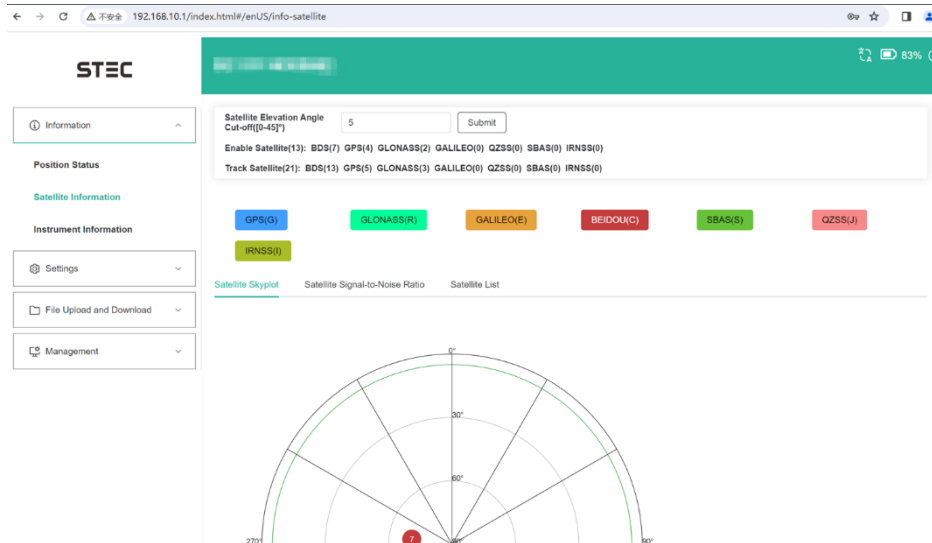 不安全 192.168.10.1/index.html#/enUS/info-satellite
STEC
83%
Information
Position Status
Satellite Information
Instrument Information
Settings
File Upload and Download
Management
Satellite Elevation Angle
Cut-off([0-45]°)
5
Submit
Enable Satellite(13): BDS(7) GPS(4) GLONASS(2) GALILEO(0) QZSS(0) SBAS(0) IRNSS(0)
Track Satellite(21): BDS(13) GPS(5) GLONASS(3) GALILEO(0) QZSS(0) SBAS(0) IRNSS(0)
GPS(G) GLONASS(R) GALILEO(E) BEIDOU(C) SBAS(S) QZSS(J)
IRNSS(I)
Satellite Skyplot Satellite Signal-to-Noise Ratio Satellite List
0°
30°
60°
7
270° 90°